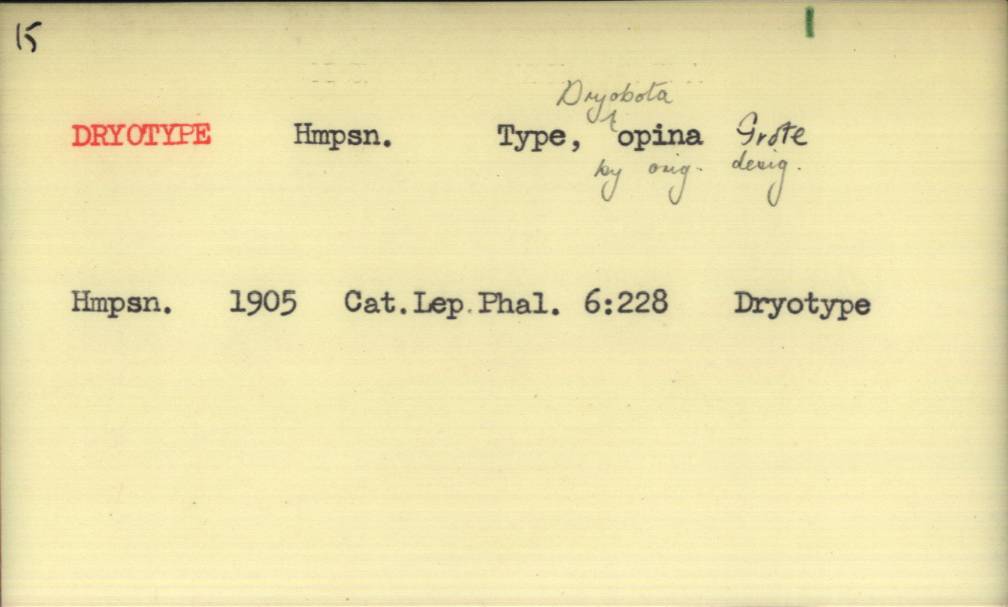 15
Dryobota
DRYOTYPE Hmpsn. Type, opina Grote
by orig. desig.
Hmpsn. 1905 Cat.Lep.Phal. 6:228 Dryotype